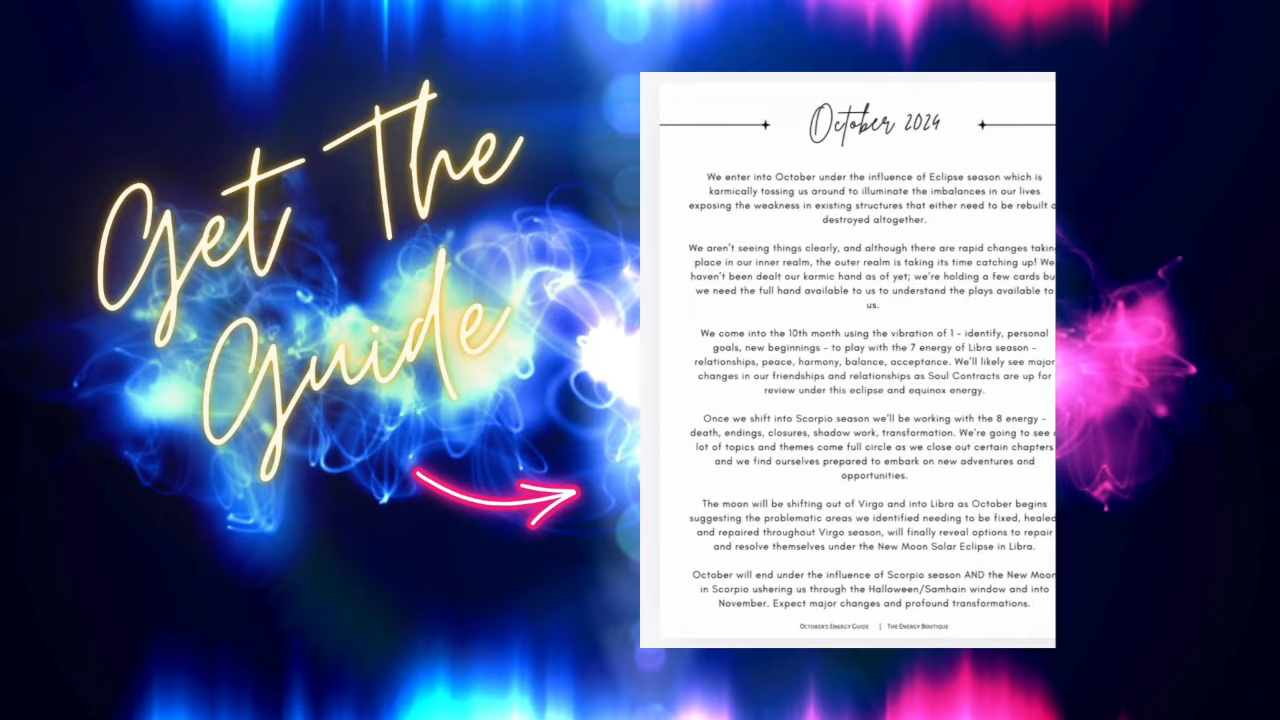 Get The
Guide
October 2024
We enter into October under the influence of Eclipse season which is
karmically tossing us around to illuminate the imbalances in our lives
exposing the weakness in existing structures that either need to be rebuilt
destroyed altogether.
We aren't seeing things clearly, and although there are rapid changes taking
place in our inner realm, the outer realm is taking its time catching up! We
haven't been dealt our karmic hand as of yet; we're holding a few cards bu
we need the full hand available to us to understand the plays available to
us.
We come into the 10th month using the vibration of 1 - identify, personal
goals, new beginnings - to play with the 7 energy of Libra season -
relationships, peace, harmony, balance, acceptance. We'll likely see major
changes in our friendships and relationships as Soul Contracts are up for
review under this eclipse and equinox energy.
Once we shift into Scorpio season we'll be working with the 8 energy -
death, endings, closures, shadow work, transformation. We're going to see
lot of topics and themes come full circle as we close out certain chapters
and we find ourselves prepared to embark on new adventures and
opportunities.
The moon will be shifting out of Virgo and into Libra as October begins
suggesting the problematic areas we identified needing to be fixed, healed
and repaired throughout Virgo season, will finally reveal options to repair
and resolve themselves under the New Moon Solar Eclipse in Libra.
October will end under the influence of Scorpio season AND the New Moon
in Scorpio ushering us through the Halloween/Samhain window and into
November. Expect major changes and profound transformations.
October's Energy Guide | The Energy Boutique